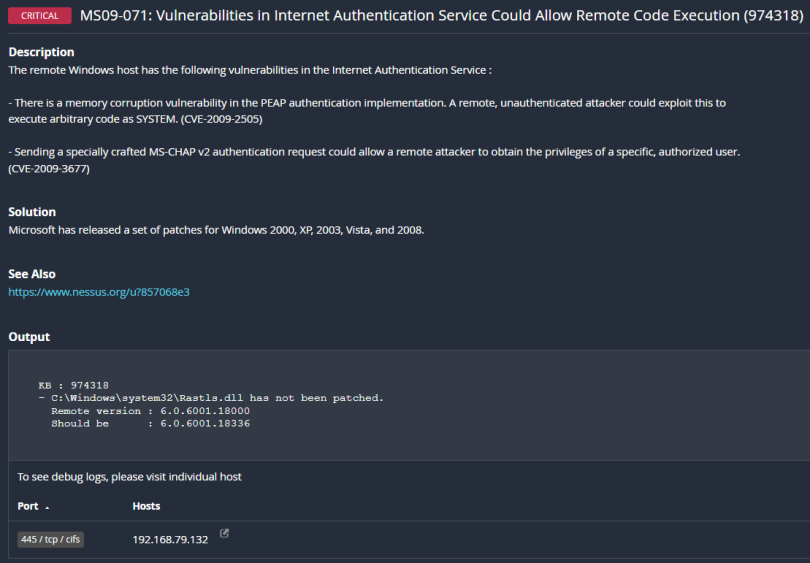 CRITICAL MS09-071: Vulnerabilities in Internet Authentication Service Could Allow Remote Code Execution (974318)
Description
The remote Windows host has the following vulnerabilities in the Internet Authentication Service :
- There is a memory corruption vulnerability in the PEAP authentication implementation. A remote, unauthenticated attacker could exploit this to
execute arbitrary code as SYSTEM. (CVE-2009-2505)
- Sending a specially crafted MS-CHAP v2 authentication request could allow a remote attacker to obtain the privileges of a specific, authorized user.
(CVE-2009-3677)
Solution
Microsoft has released a set of patches for Windows 2000, XP, 2003, Vista, and 2008.
See Also
https://www.nessus.org/u?857068e3
Output
KB : 974318
- C:\Windows\system32\Rastls.dll has not been patched.
Remote version : 6.0.6001.18000
Should be : 6.0.6001.18336
To see debug logs, please visit individual host
Port Hosts
445 / tcp / cifs 192.168.79.132